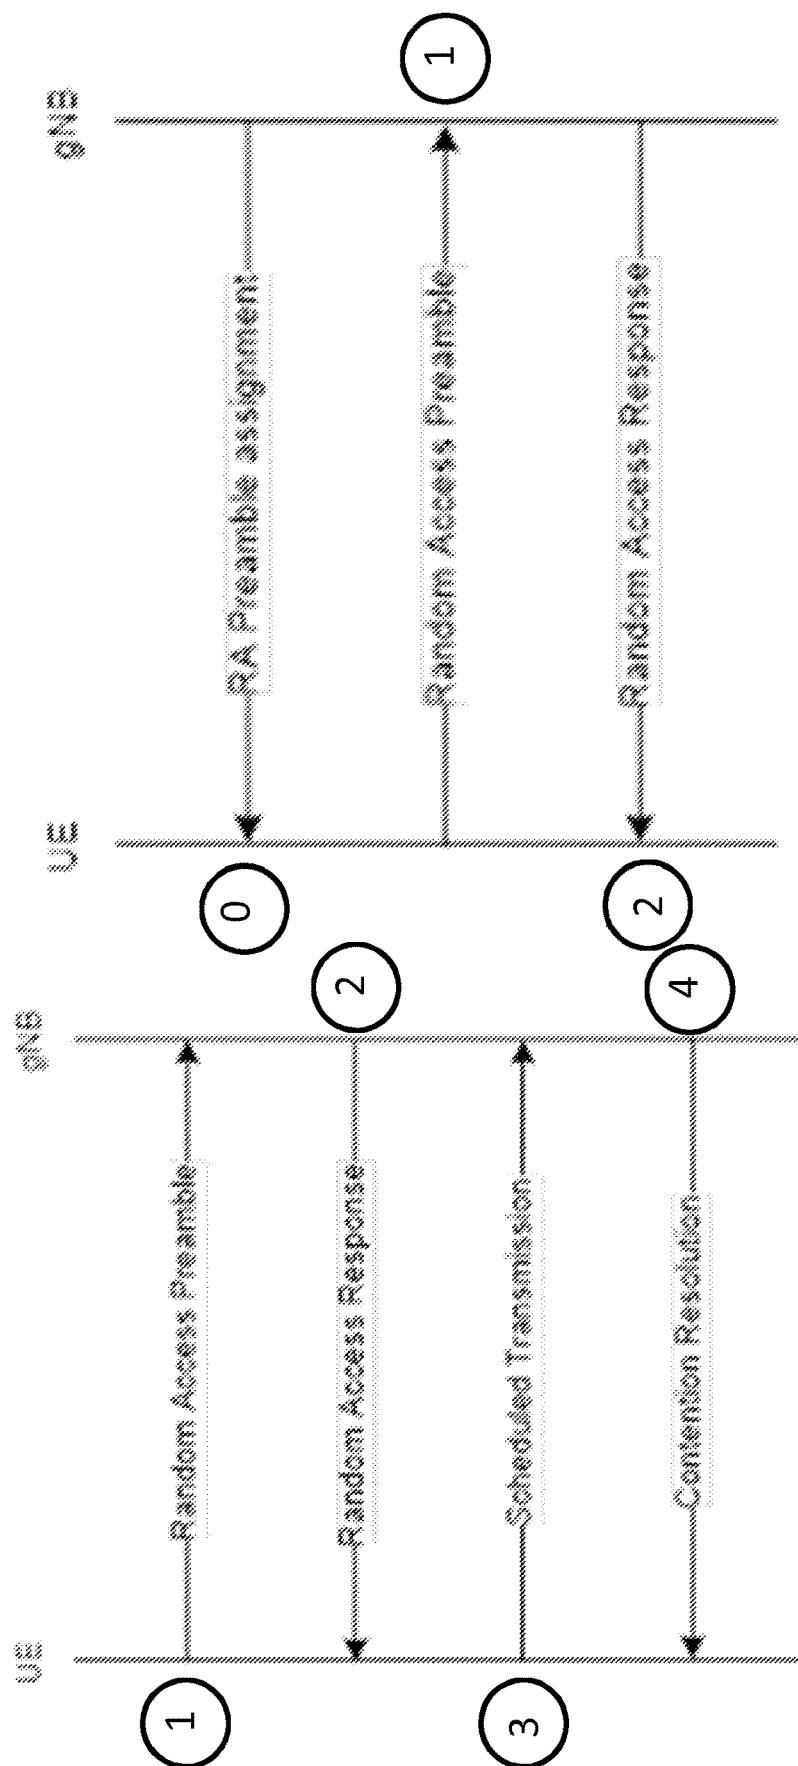 UE
gNB
1
Random Access Preamble
Random Access Response
2
3
Scheduled Transmission
Contention Resolution
4
UE
gNB
0
RA Preamble assignment
Random Access Preamble
1
2
Random Access Response